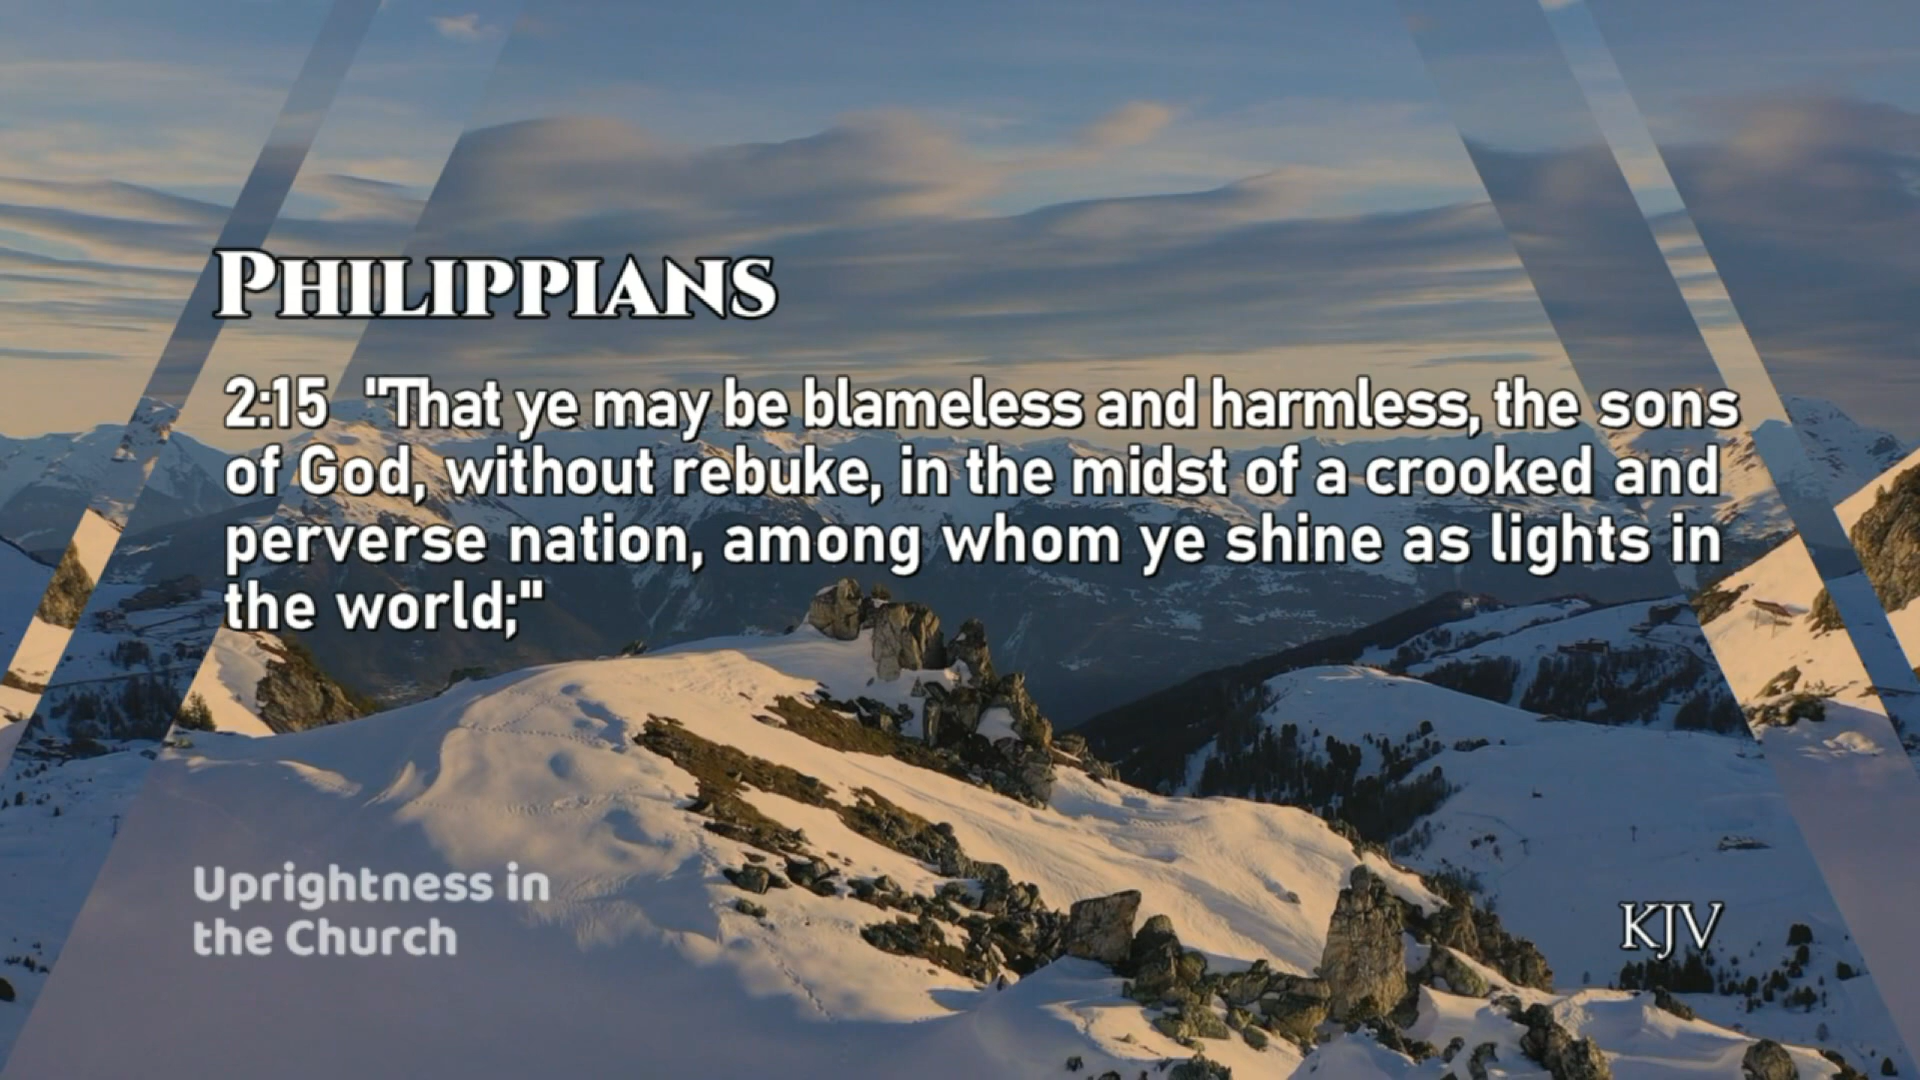 PHILIPPIANS
2:15 "That ye may be blameless and harmless, the sons
of God, without rebuke, in the midst of a crooked and
perverse nation, among whom ye shine as lights in
the world;"
Uprightness in
the Church
KJV